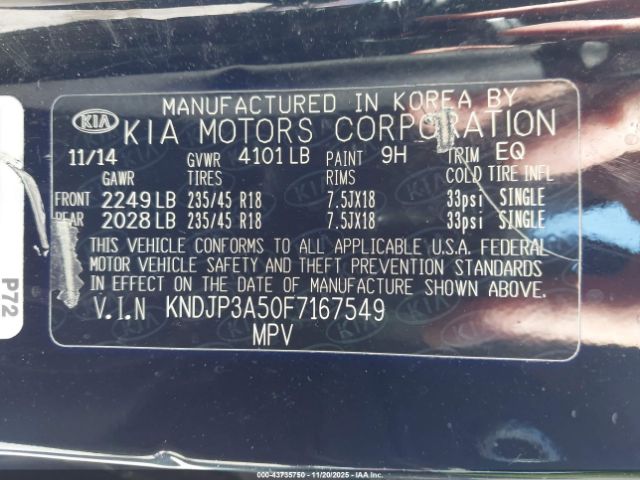 MANUFACTURED IN KOREA BY
KIA KIA MOTORS CORPORATION
11/14 GVWR 4101 LB PAINT 9H TRIM EQ
GAWR TIRES RIMS COLD TIRE INFL
FRONT 2249 LB 235/45 R18 7.5JX18 33psi SINGLE
REAR 2028 LB 235/45 R18 7.5JX18 33psi SINGLE
THIS VEHICLE CONFORMS TO ALL APPLICABLE U.S.A. FEDERAL
MOTOR VEHICLE SAFETY AND THEFT PREVENTION STANDARDS
IN EFFECT ON THE DATE OF MANUFACTURE SHOWN ABOVE.
V.I.N KNDJP3A50F7167549
MPV
P72
000-43735750 — 11/20/2025 — IAA Inc.